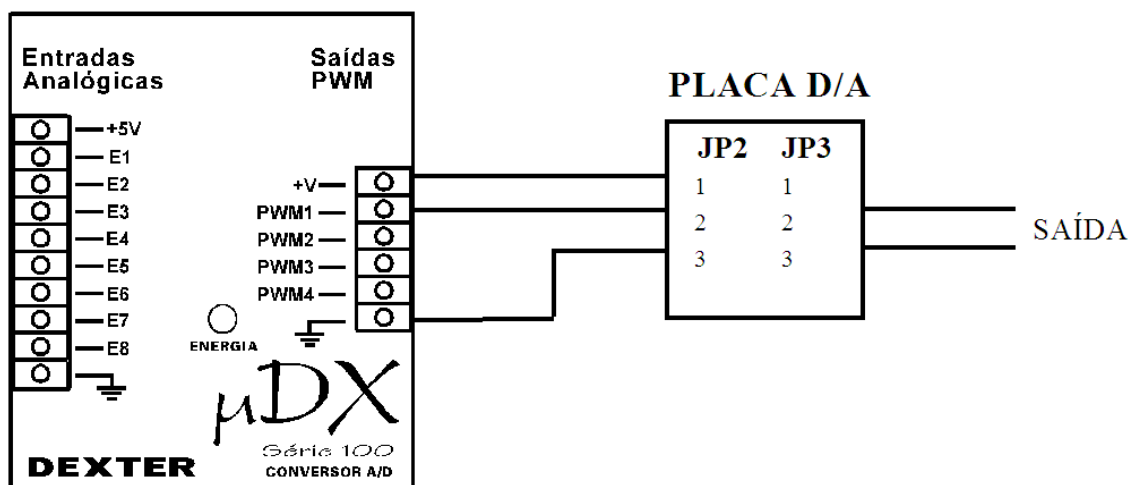 Entradas
Analógicas
+5V
E1
E2
E3
E4
E5
E6
E7
E8
Saídas
PWM
+V
PWM1
PWM2
PWM3
PWM4
ENERGIA
µDX
Série 100
CONVERSOR A/D
DEXTER
PLACA D/A
JP2 JP3
1 1
2 2
3 3
SAÍDA